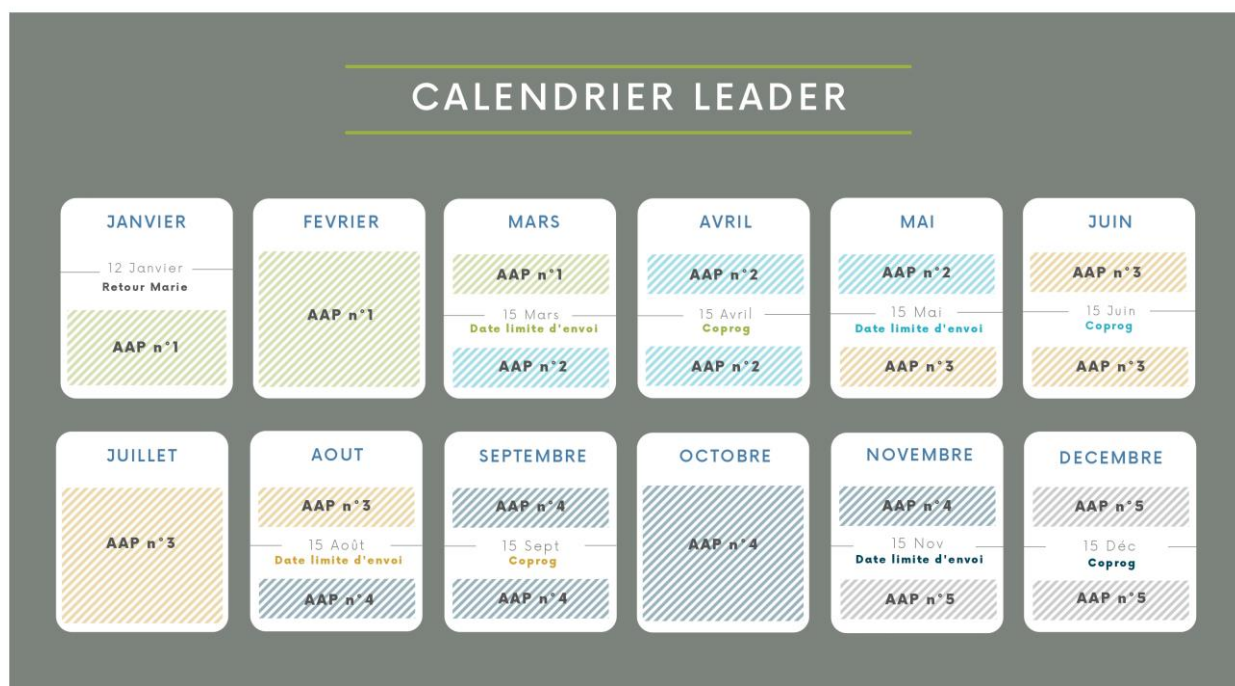 CALENDRIER LEADER
JANVIER
12 Janvier
Retour Marie
AAP n°1
FEVRIER
AAP n°1
MARS
AAP n°1
15 Mars
Date limite d'envoi
AAP n°2
AVRIL
AAP n°2
15 Avril
Coprog
AAP n°2
MAI
AAP n°2
15 Mai
Date limite d'envoi
AAP n°3
JUIN
AAP n°3
15 Juin
Coprog
AAP n°3
JUILLET
AAP n°3
AOUT
AAP n°3
15 Août
Date limite d'envoi
AAP n°4
SEPTEMBRE
AAP n°4
15 Sept
Coprog
AAP n°4
OCTOBRE
AAP n°4
NOVEMBRE
AAP n°4
15 Nov
Date limite d'envoi
AAP n°5
DECEMBRE
AAP n°5
15 Déc
Coprog
AAP n°5